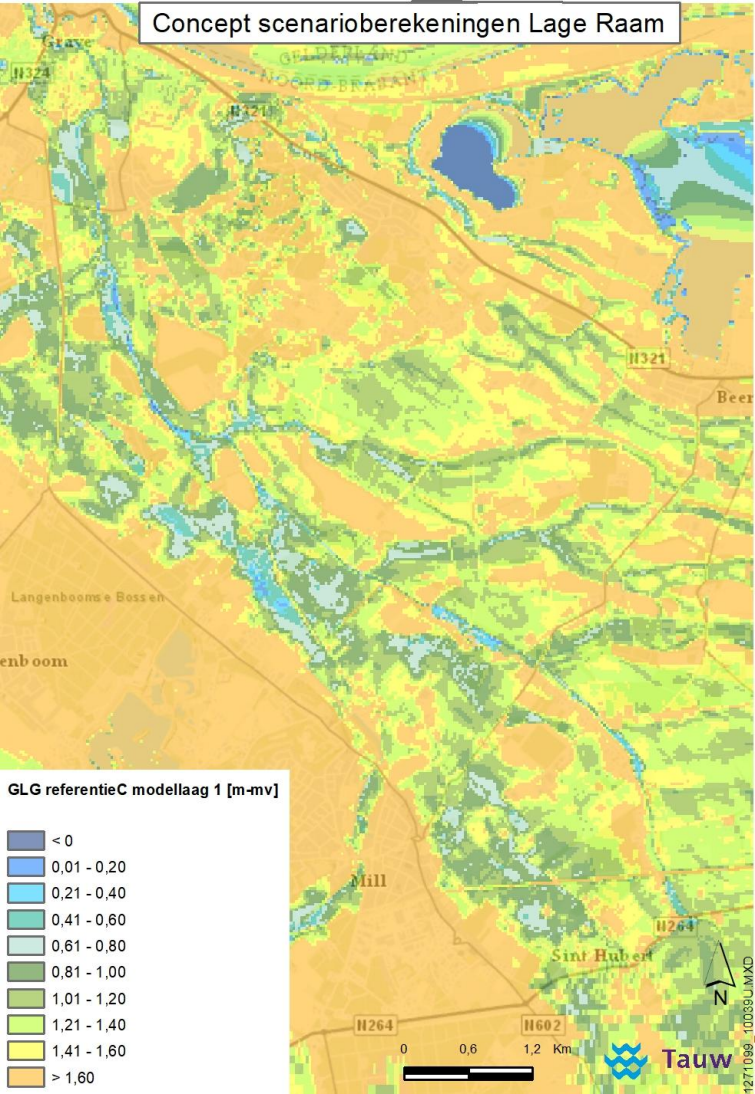 Concept scenarioberekeningen Lage Raam
Grave
N324
GELDERLAND
NOORD-BRABANT
N321
N321
Beer
Langenboomse Bossen
enboom
GLG referentieC modellaag 1 [m-mv]
< 0
0,01 - 0,20
0,21 - 0,40
0,41 - 0,60
0,61 - 0,80
0,81 - 1,00
1,01 - 1,20
1,21 - 1,40
1,41 - 1,60
> 1,60
Mill
N264
Sint Hubert
N264
N602
N
0 0,6 1,2 Km
Tauw
1271099_10039U.MXD